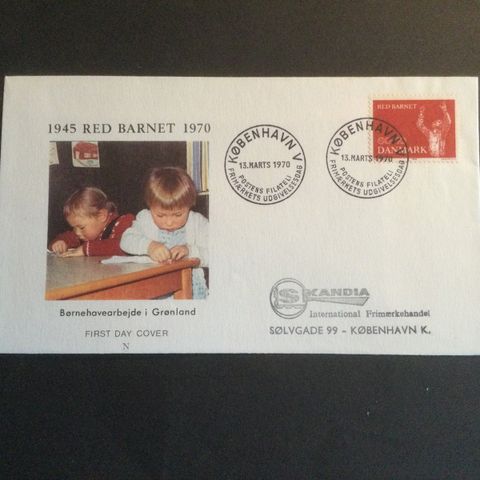 1945 RED BARNET 1970
KØBENHAVN V
13.MARTS 1970
POSTENS FILATELI
FRIMÆRKETS UDGIVELSESDAG
KØBENHAVN V
13.MARTS 1970
POSTENS FILATELI
FRIMÆRKETS UDGIVELSESDAG
RED BARNET
DANMARK
Børnehavearbejde i Grønland
FIRST DAY COVER
N
SKANDIA
International Frimærkehandel
SØLVGADE 99 – KØBENHAVN K.